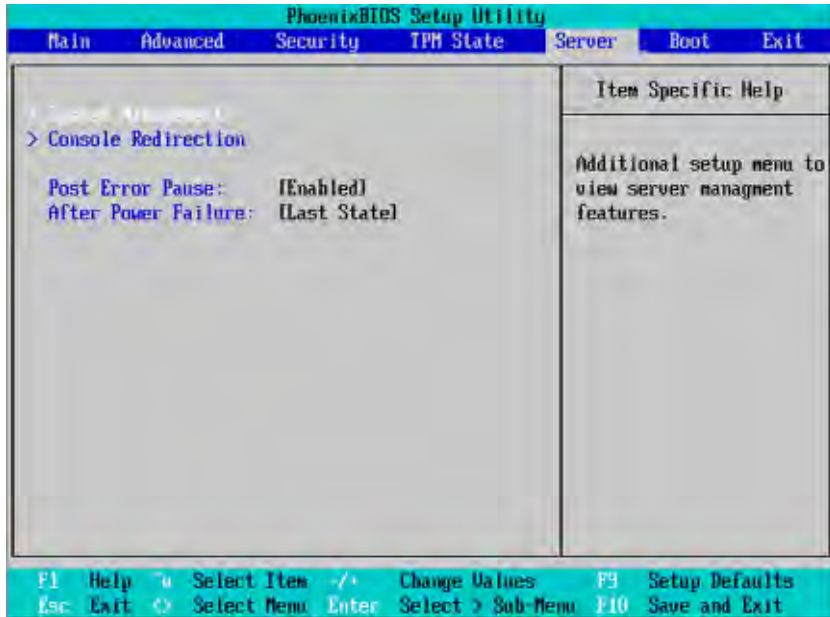 PhoenixBIOS Setup Utility
Main Advanced Security TPM State Server Boot Exit
Item Specific Help
> Console Redirection
Post Error Pause: [Enabled]
After Power Failure: [Last State]
Additional setup menu to
view server managment
features.
F1 Help Select Item -/+ Change Values F9 Setup Defaults
Esc Exit <> Select Menu Enter Select > Sub-Menu F10 Save and Exit